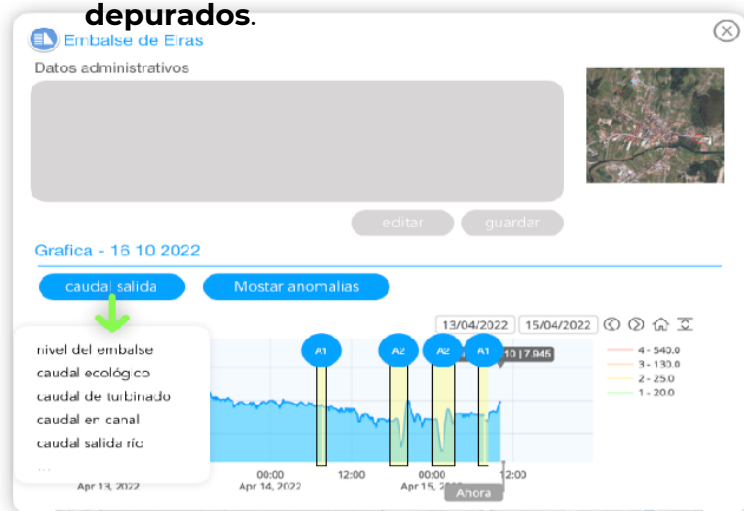 depurados.
Embalse de Eiras
Datos administrativos
editar guardar
Grafica - 16 10 2022
caudal salida Mostar anomalias
13/04/2022 15/04/2022
nivel del embalse
caudal ecológico
caudal de turbinado
caudal en canal
caudal salida río
...
A1 A2 A2 A1
10 | 7.945
4 - 540.0
3 - 130.0
2 - 25.0
1 - 20.0
00:00 12:00 00:00 12:00
Apr 13, 2022 Apr 14, 2022 Apr 15,
Ahora